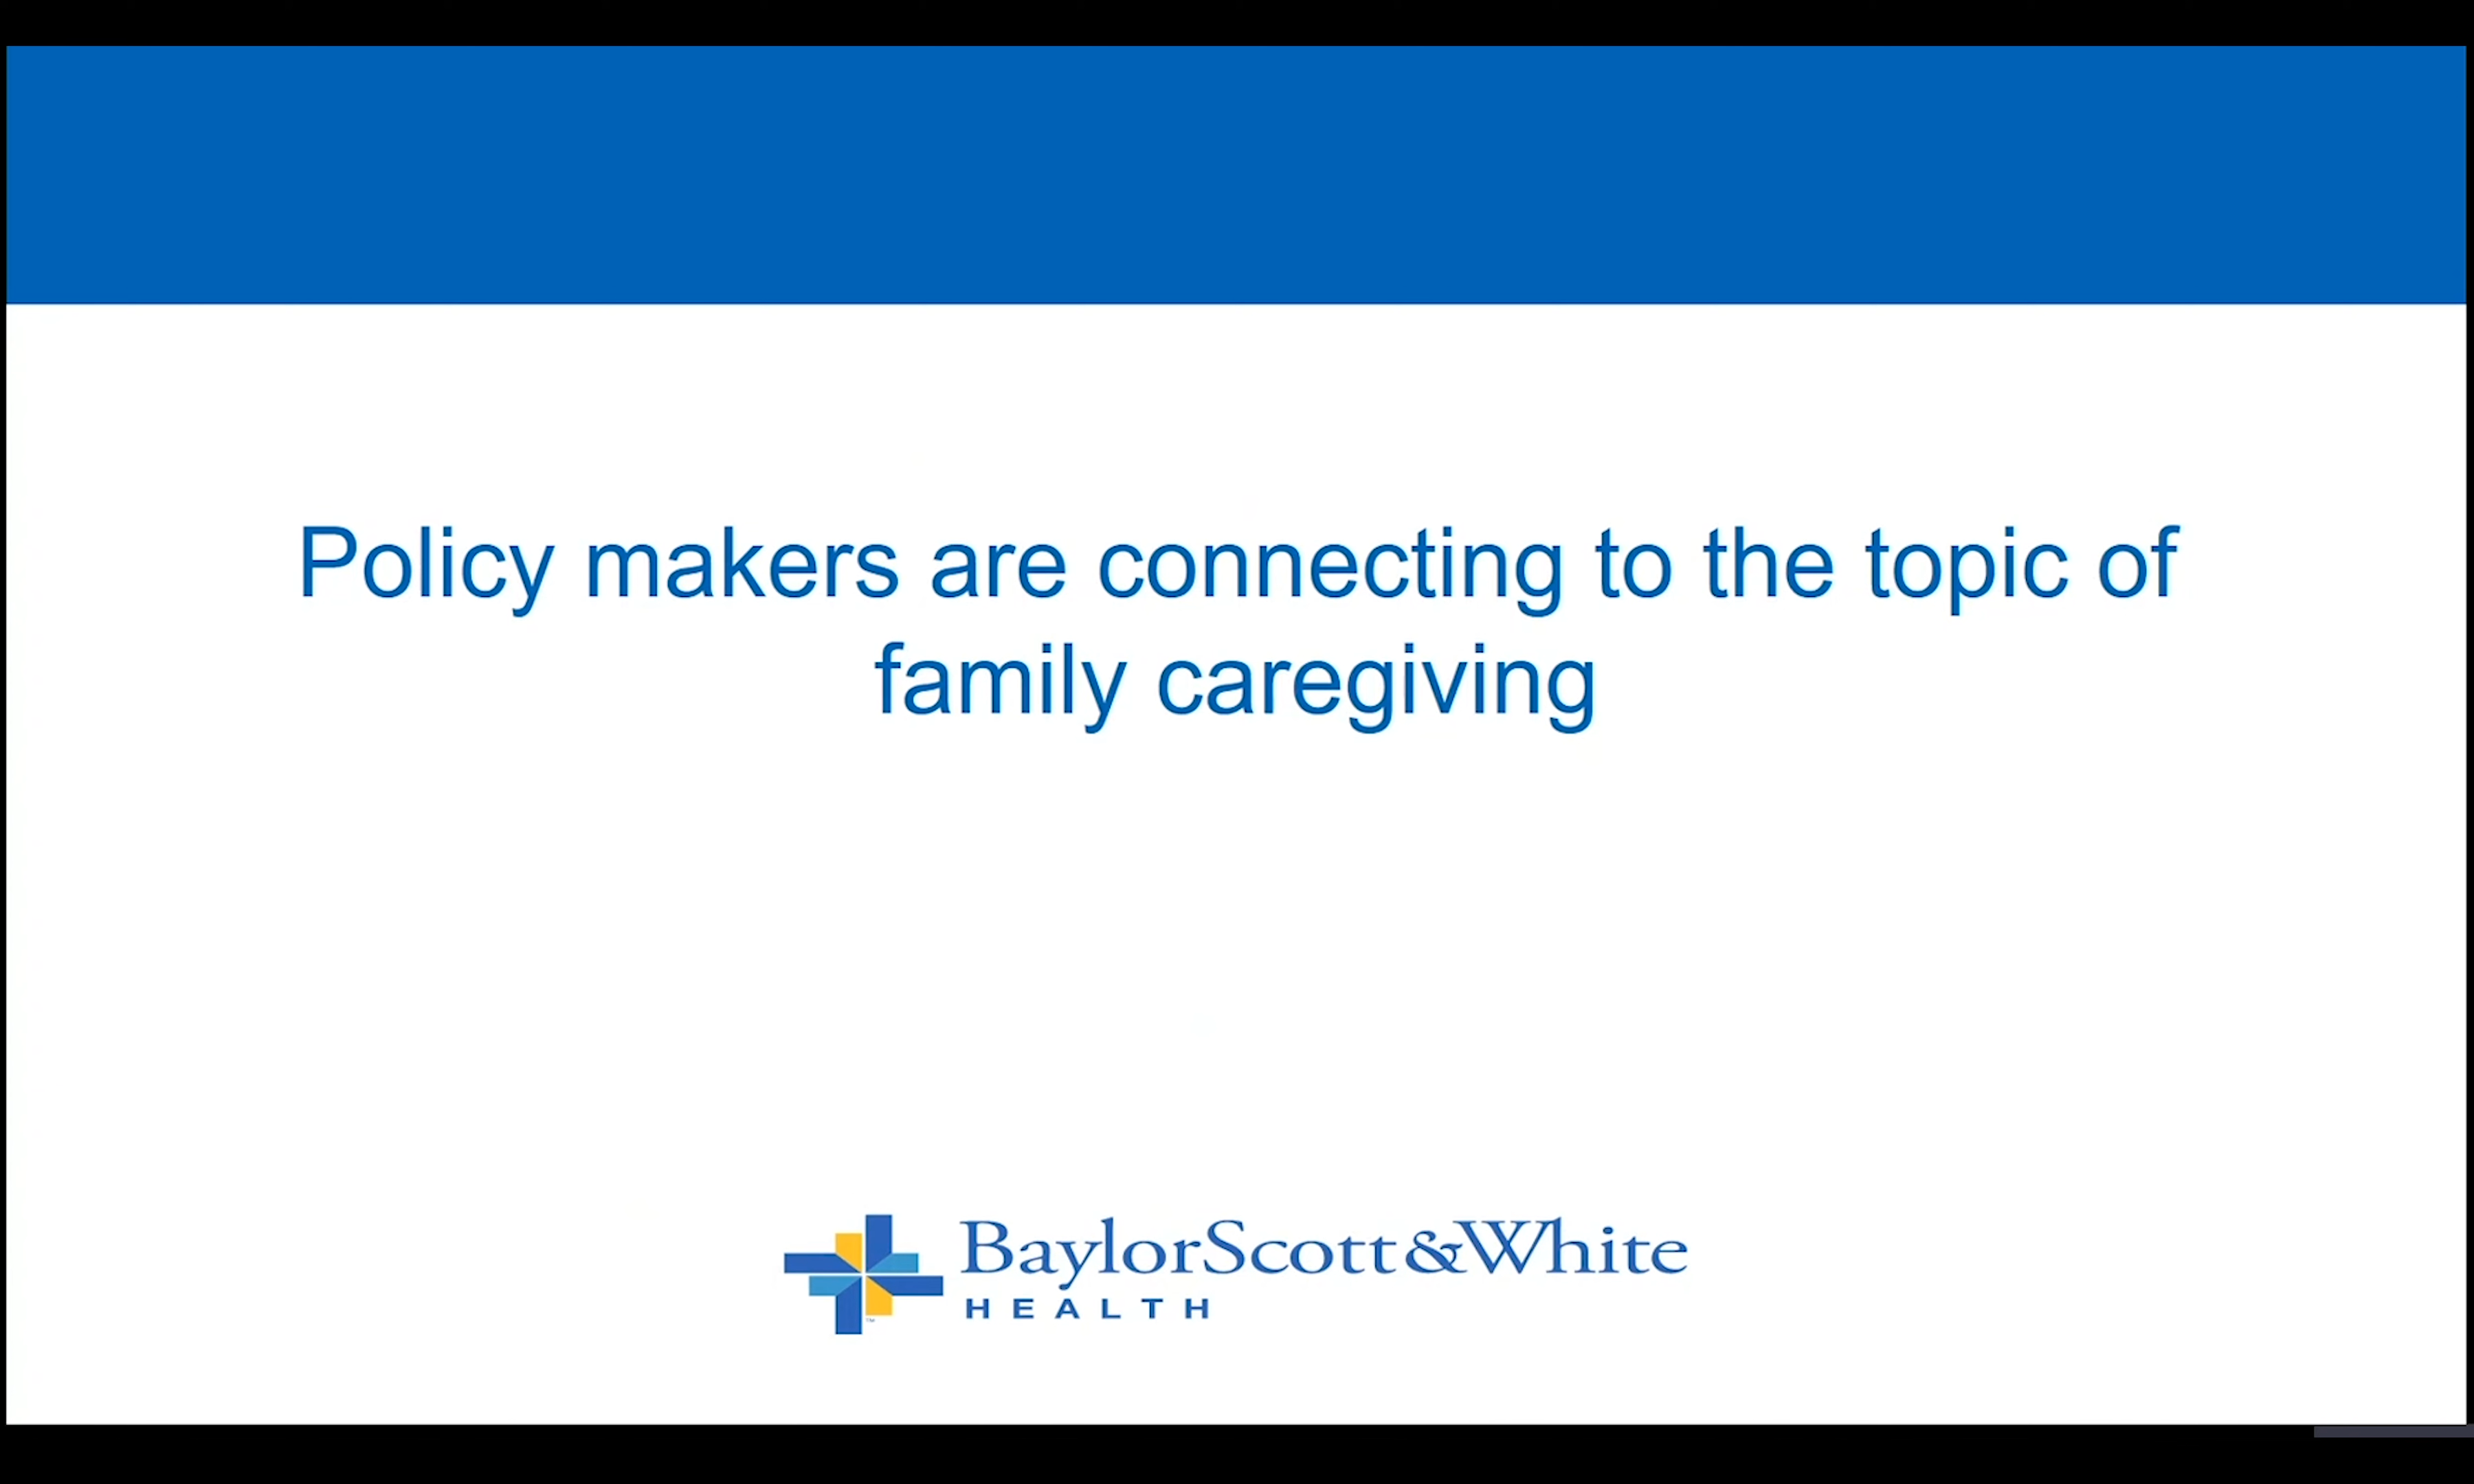 Policy makers are connecting to the topic of
family caregiving
BaylorScott&White
HEALTH